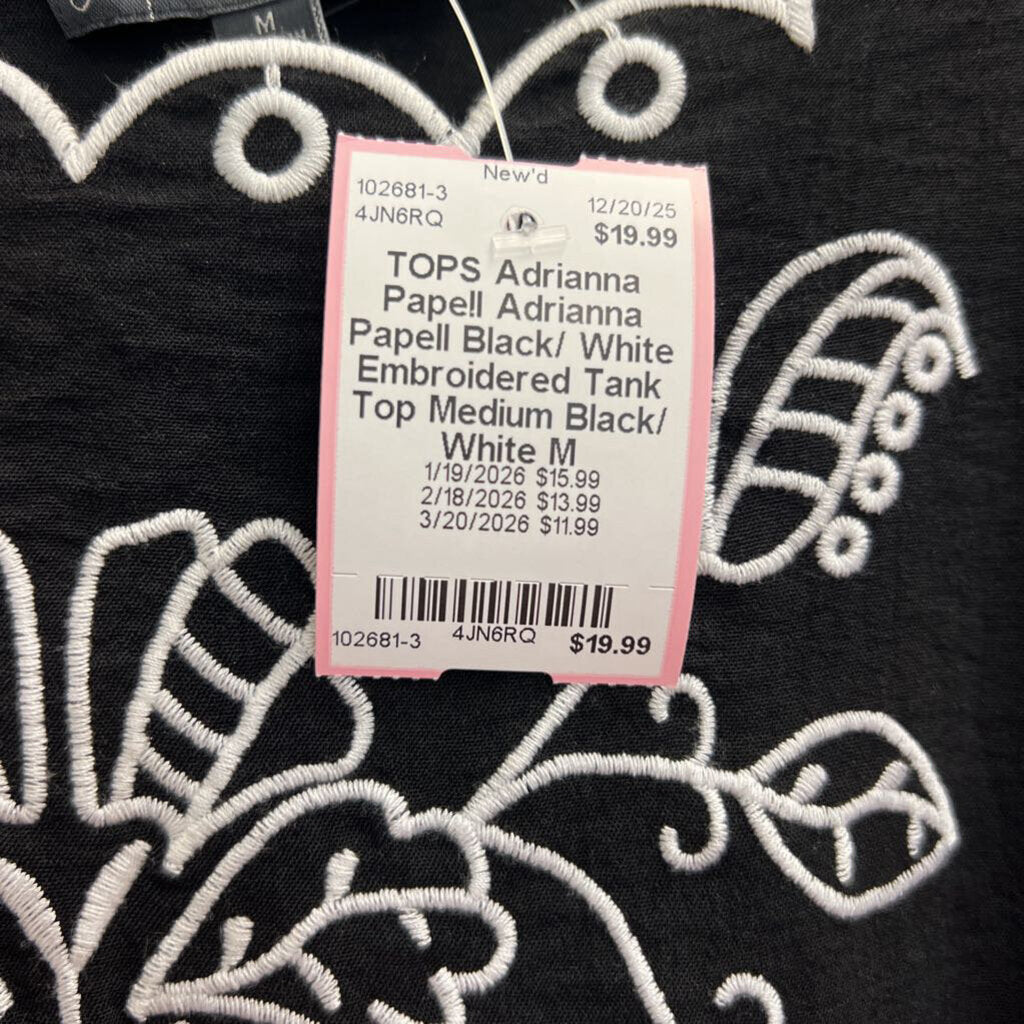 M
New'd
102681-3
4JN6RQ
12/20/25
$19.99
TOPS Adrianna
Papell Adrianna
Papell Black/ White
Embroidered Tank
Top Medium Black/
White M
1/19/2026 $15.99
2/18/2026 $13.99
3/20/2026 $11.99
102681-3 4JN6RQ $19.99